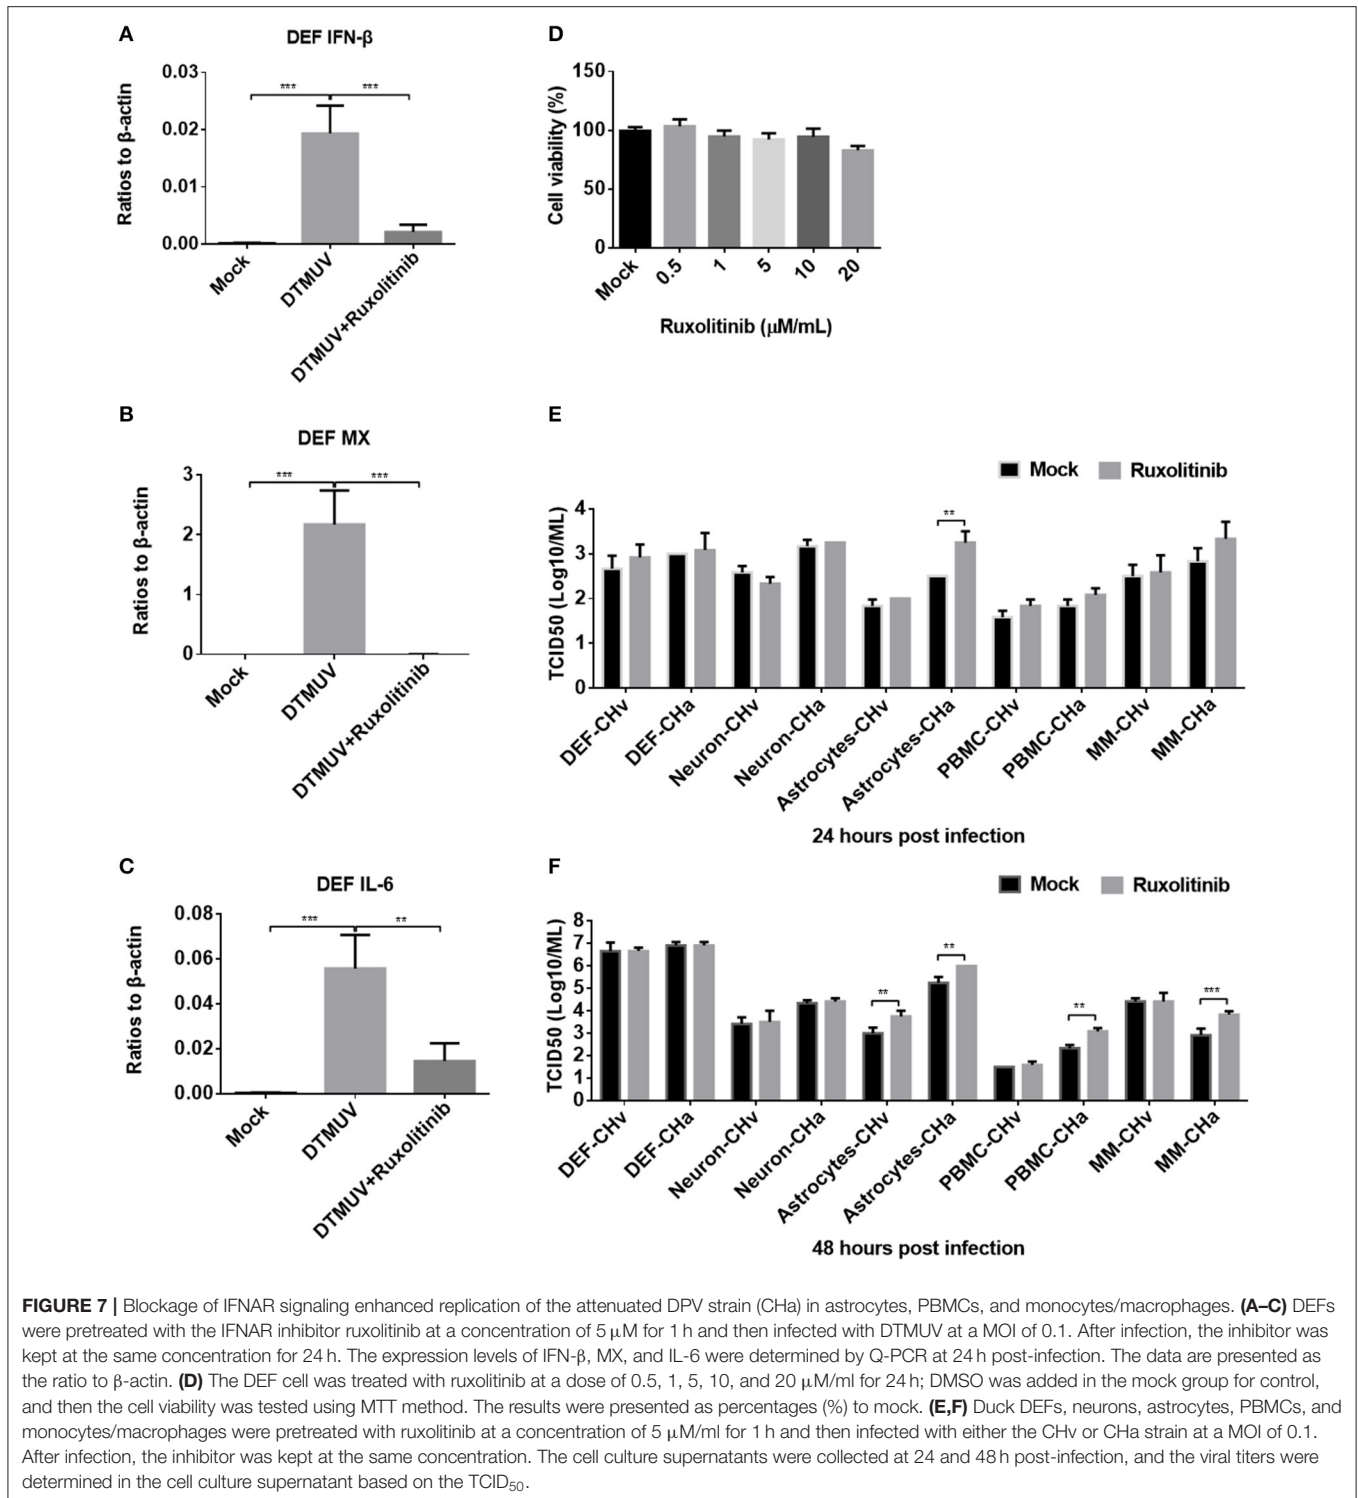 A
DEF IFN-β
Ratios to β-actin
0.03
0.02
0.01
0.00
***
***
Mock
DTMUV
DTMUV+Ruxolitinib
D
Cell viability (%)
150
100
50
0
Mock
0.5
1
5
10
20
Ruxolitinib (μM/mL)
B
DEF MX
Ratios to β-actin
3
2
1
0
***
***
Mock
DTMUV
DTMUV+Ruxolitinib
E
Mock
Ruxolitinib
TCID50 (Log10/ML)
4
3
2
1
0
**
DEF-CHv
DEF-CHa
Neuron-CHv
Neuron-CHa
Astrocytes-CHv
Astrocytes-CHa
PBMC-CHv
PBMC-CHa
MM-CHv
MM-CHa
24 hours post infection
C
DEF IL-6
Ratios to β-actin
0.08
0.06
0.04
0.02
0.00
***
**
Mock
DTMUV
DTMUV+Ruxolitinib
F
Mock
Ruxolitinib
TCID50 (Log10/ML)
8
7
6
5
4
3
2
1
0
**
**
**
***
DEF-CHv
DEF-CHa
Neuron-CHv
Neuron-CHa
Astrocytes-CHv
Astrocytes-CHa
PBMC-CHv
PBMC-CHa
MM-CHv
MM-CHa
48 hours post infection
FIGURE 7 | Blockage of IFNAR signaling enhanced replication of the attenuated DPV strain (CHa) in astrocytes, PBMCs, and monocytes/macrophages. (A–C) DEFs
were pretreated with the IFNAR inhibitor ruxolitinib at a concentration of 5 μM for 1 h and then infected with DTMUV at a MOI of 0.1. After infection, the inhibitor was
kept at the same concentration for 24 h. The expression levels of IFN-β, MX, and IL-6 were determined by Q-PCR at 24 h post-infection. The data are presented as
the ratio to β-actin. (D) The DEF cell was treated with ruxolitinib at a dose of 0.5, 1, 5, 10, and 20 μM/ml for 24 h; DMSO was added in the mock group for control,
and then the cell viability was tested using MTT method. The results were presented as percentages (%) to mock. (E,F) Duck DEFs, neurons, astrocytes, PBMCs, and
monocytes/macrophages were pretreated with ruxolitinib at a concentration of 5 μM/ml for 1 h and then infected with either the CHv or CHa strain at a MOI of 0.1.
After infection, the inhibitor was kept at the same concentration. The cell culture supernatants were collected at 24 and 48 h post-infection, and the viral titers were
determined in the cell culture supernatant based on the TCID50.